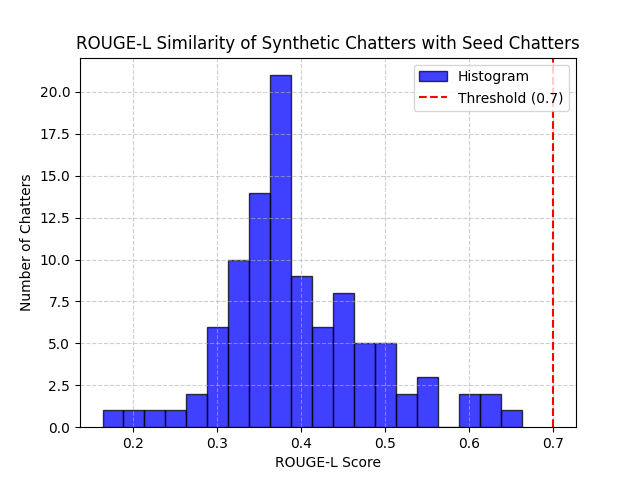 ROUGE-L Similarity of Synthetic Chatters with Seed Chatters
Histogram
Threshold (0.7)
Number of Chatters
20.0
17.5
15.0
12.5
10.0
7.5
5.0
2.5
0.0
0.2 0.3 0.4 0.5 0.6 0.7
ROUGE-L Score